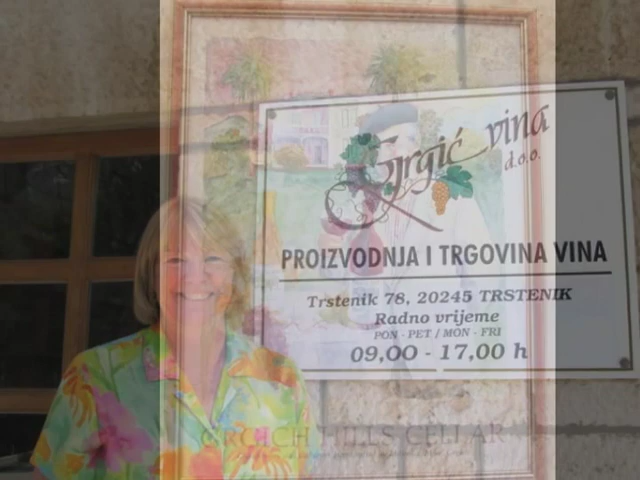 Grgić vina
d.o.o.
PROIZVODNJA I TRGOVINA VINA
Trstenik 78, 20245 TRSTENIK
Radno vrijeme
PON - PET / MON - FRI
09,00 - 17,00 h
GRGICH HILLS CELLAR